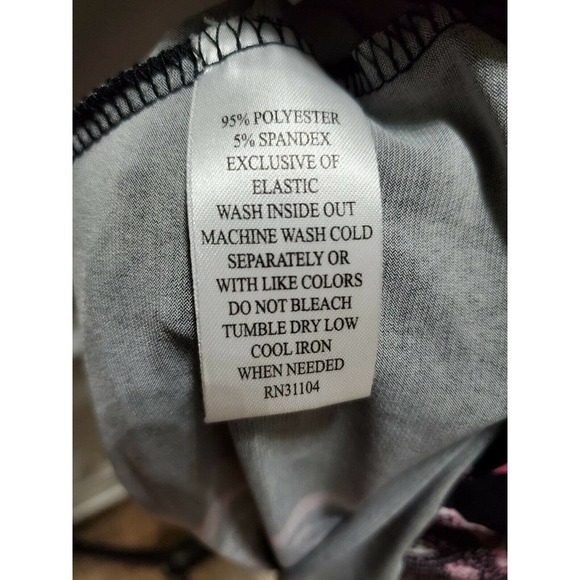 95% POLYESTER
5% SPANDEX
EXCLUSIVE OF
ELASTIC
WASH INSIDE OUT
MACHINE WASH COLD
SEPARATELY OR
WITH LIKE COLORS
DO NOT BLEACH
TUMBLE DRY LOW
COOL IRON
WHEN NEEDED
RN31104